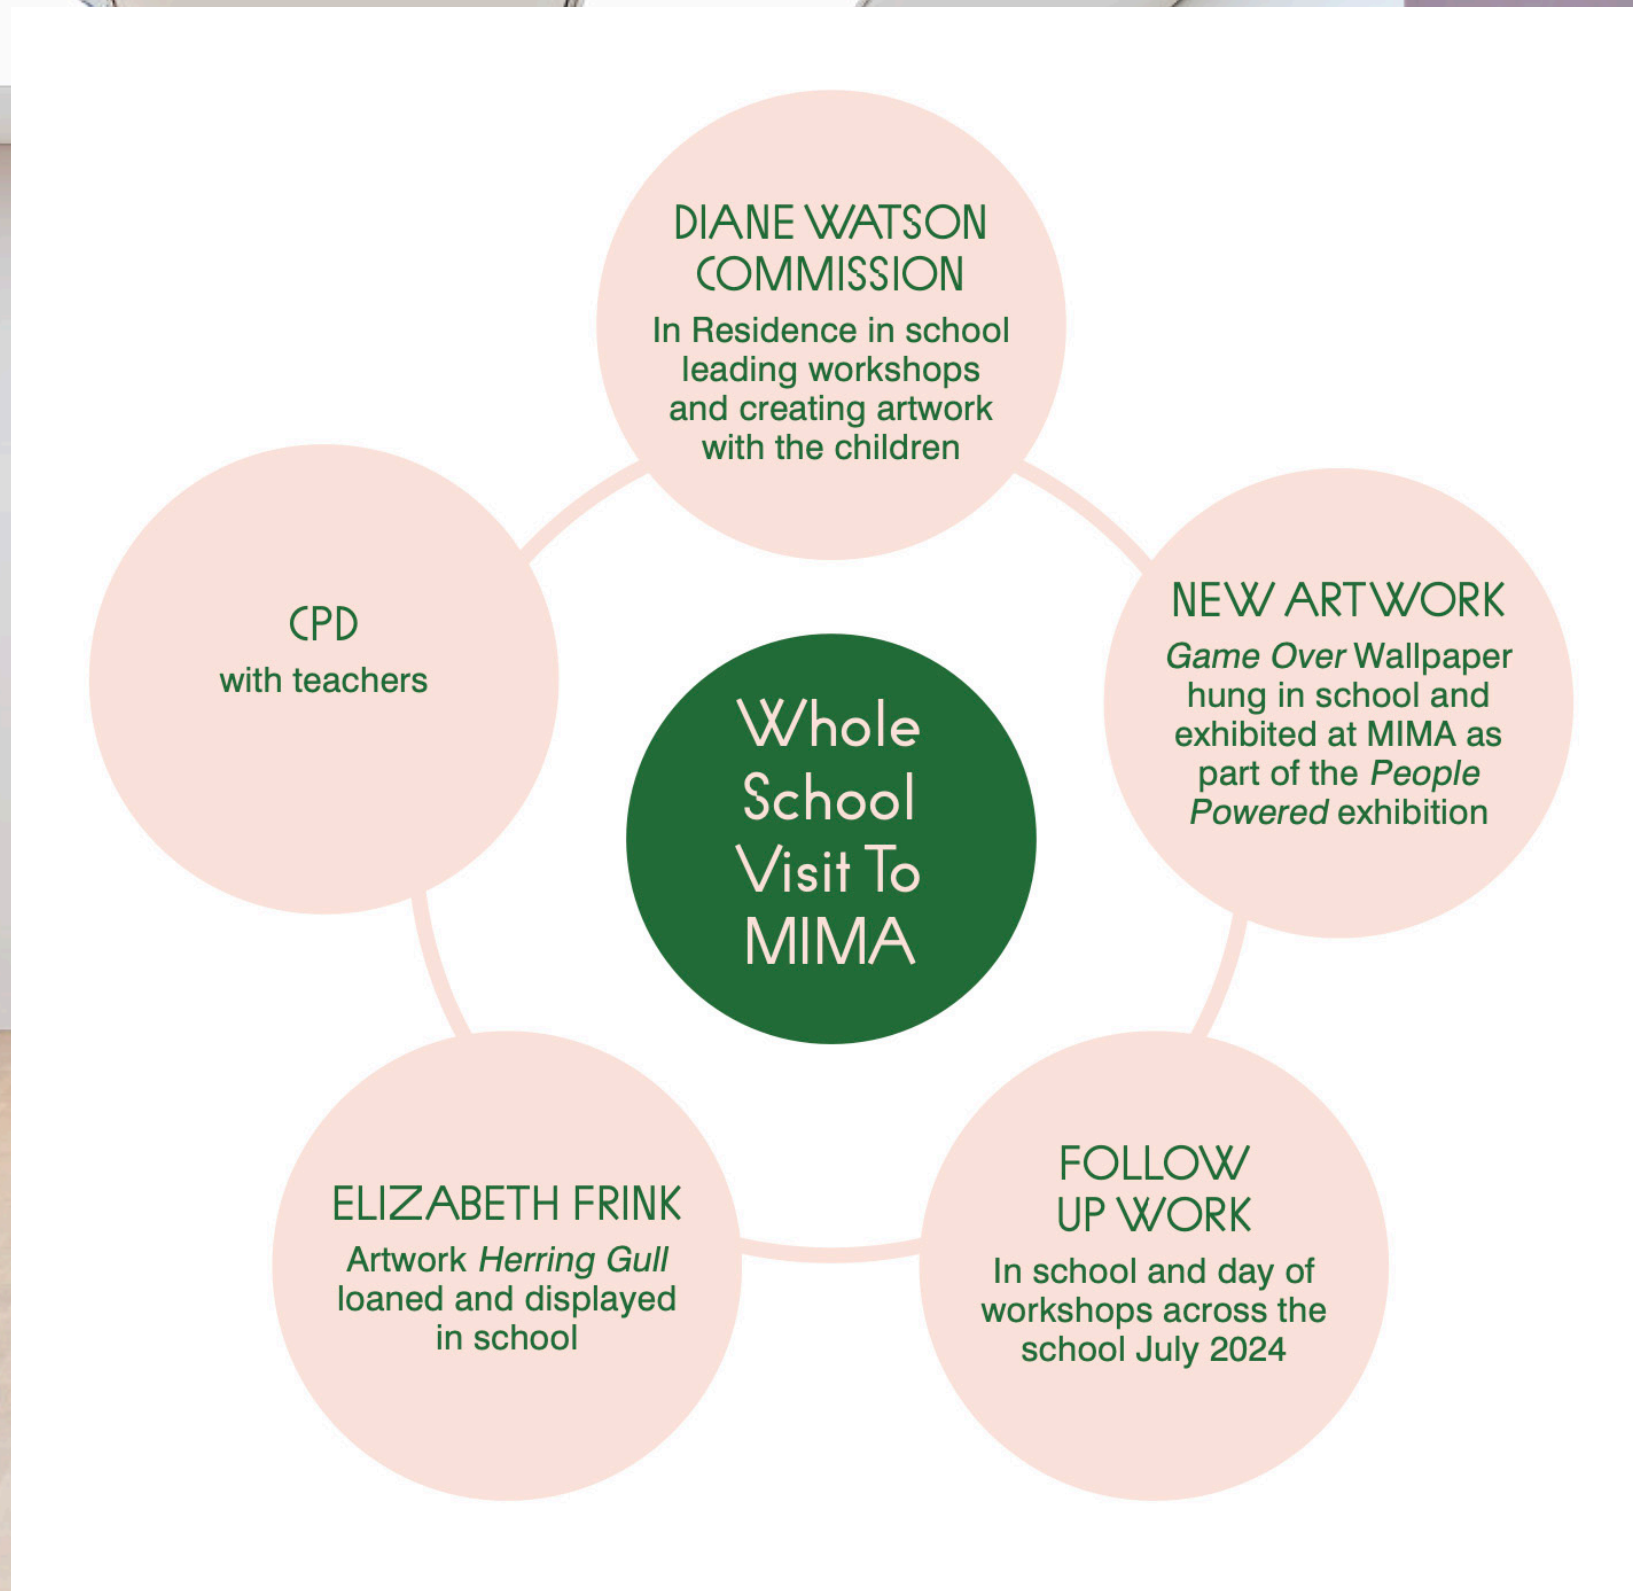 DIANE WATSON
COMMISSION
In Residence in school
leading workshops
and creating artwork
with the children
NEW ARTWORK
Game Over Wallpaper
hung in school and
exhibited at MIMA as
part of the People
Powered exhibition
FOLLOW
UP WORK
In school and day of
workshops across the
school July 2024
ELIZABETH FRINK
Artwork Herring Gull
loaned and displayed
in school
CPD
with teachers
Whole
School
Visit To
MIMA